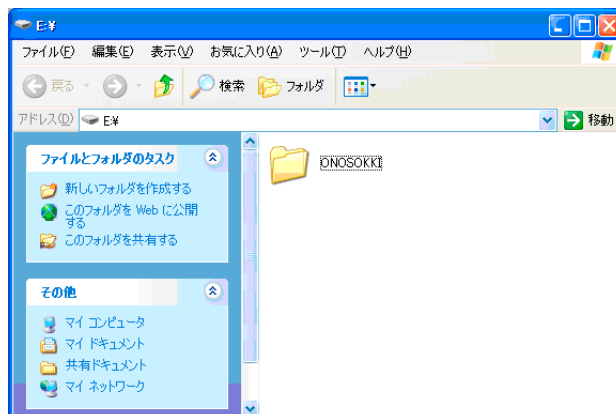 E:¥
ファイル(F) 編集(E) 表示(V) お気に入り(A) ツール(T) ヘルプ(H)
戻る 検索 フォルダ
アドレス(D) E:¥ 移動
ファイルとフォルダのタスク
新しいフォルダを作成する
このフォルダを Web に公開
する
このフォルダを共有する
ONOSOKKI
その他
マイ コンピュータ
マイ ドキュメント
共有ドキュメント
マイ ネットワーク